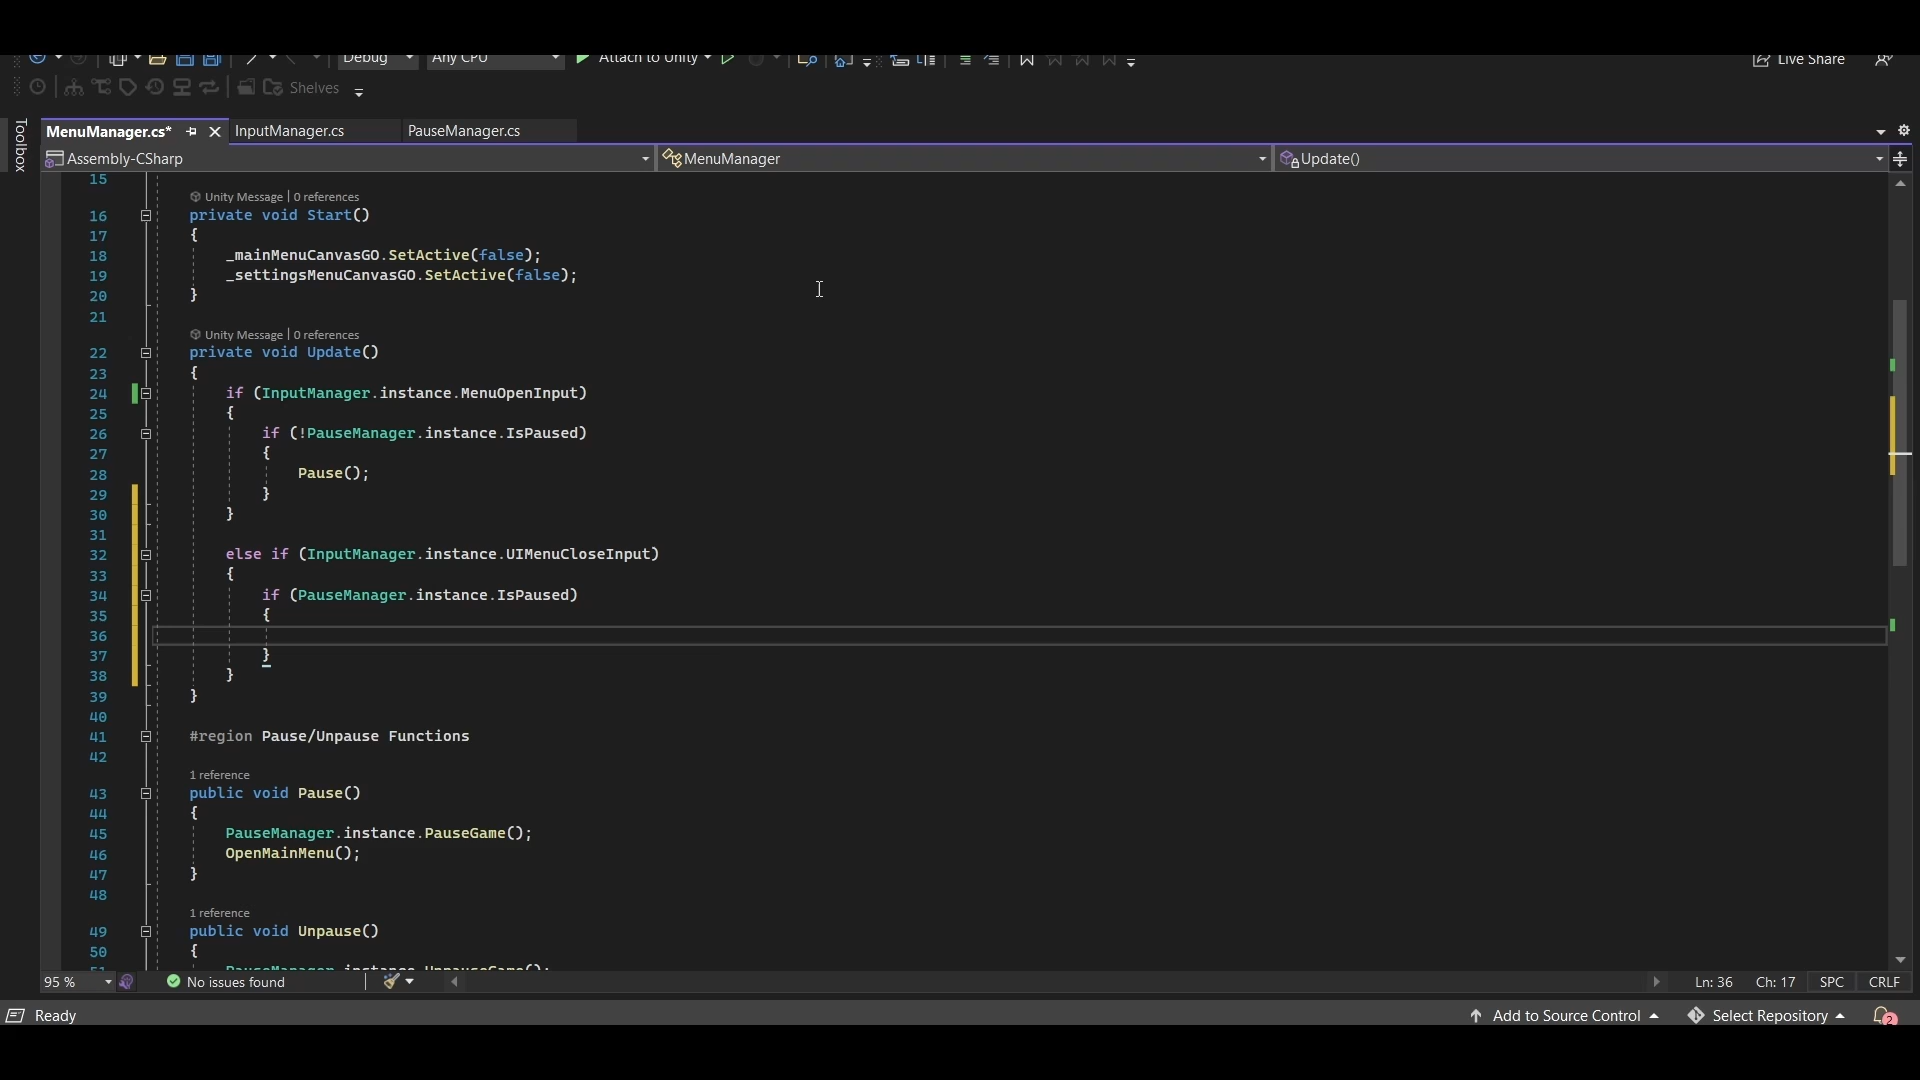 Debug Any CPU Attach to Unity Live Share
Shelves
Toolbox
MenuManager.cs* InputManager.cs PauseManager.cs
Assembly-CSharp MenuManager Update()
15
Unity Message | 0 references
16 private void Start()
17 {
18 _mainMenuCanvasGO.SetActive(false);
19 _settingsMenuCanvasGO.SetActive(false);
20 }
21
Unity Message | 0 references
22 private void Update()
23 {
24 if (InputManager.instance.MenuOpenInput)
25 {
26 if (!PauseManager.instance.IsPaused)
27 {
28 Pause();
29 }
30 }
31
32 else if (InputManager.instance.UIMenuCloseInput)
33 {
34 if (PauseManager.instance.IsPaused)
35 {
36
37 }
38 }
39 }
40
41 #region Pause/Unpause Functions
42
1 reference
43 public void Pause()
44 {
45 PauseManager.instance.PauseGame();
46 OpenMainMenu();
47 }
48
1 reference
49 public void Unpause()
50 {
51 PauseManager.instance.UnpauseGame();
95 % No issues found Ln: 36 Ch: 17 SPC CRLF
Ready Add to Source Control Select Repository 2